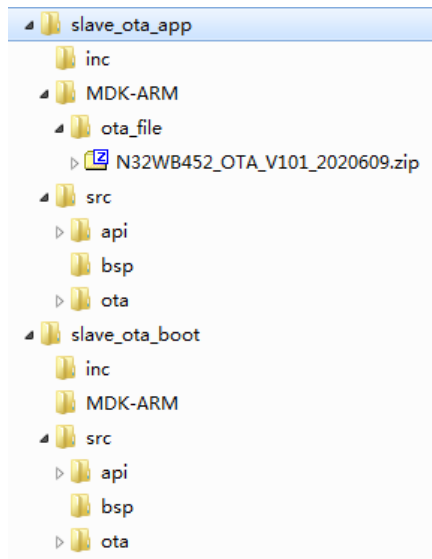 slave_ota_app
inc
MDK-ARM
ota_file
N32WB452_OTA_V101_2020609.zip
src
api
bsp
ota
slave_ota_boot
inc
MDK-ARM
src
api
bsp
ota